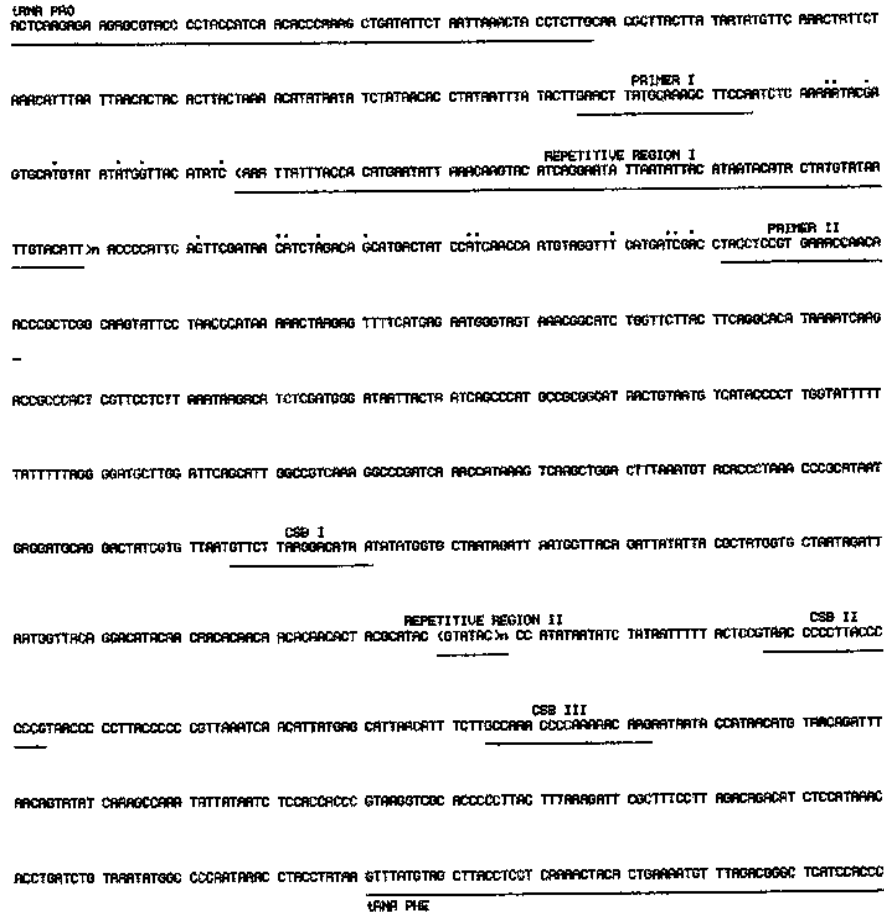 tRNA PRO
ACTCAAGAGA AGAGCGTACC CCTACCATCA ACACCCAAAG CTGATATTCT AATTAAACTA CCTCTTGCAA CGCTTACTTA TAATATGTTC AAACTATTCT
PRIMER I
AAACATTTAA TTAACACTAC ACTTACTAAA ACATATAATA TCTATAACAC CTATAATTTA TACTTGAACT TATGCAAAGC TTCCAATCTC AAAAATACGA
REPETITIVE REGION I
GTGCATGTAT ATATGGTTAC ATATC (AAA TTATTTACCA CATGAATATT AAACAAGTAC ATCAGGAATA TTAATATTAC ATAATACATA CTATGTATAA
PRIMER II
TTGTACATT)n ACCCCATTC AGTTCGATAA CATCTAGACA GCATGACTAT CCATCAACCA ATGTAGGTTT CATGATCGAC CTACCTCCGT GAAACCAACA
ACCCGCTCGG CAAGTATTCC TAACGCATAA AAACTAAGAG TTTTCATGAG AATGGGTAGT AAACGGCATC TGGTTCTTAC TTCAGGCACA TAAAATCAAG
ACCGCCCACT CGTTCCTCTT AAATAAGACA TCTCGATGGG ATAATTACTA ATCAGCCCAT GCCGCGGCAT AACTGTAATG TCATACCCCT TGGTATTTTT
TATTTTTAGG GGATGCTTGG ATTCAGCATT GGCCGTCAAA GGCCCGATCA AACCATAAAG TCAAGCTGGA CTTTAAATGT ACACCCTAAA CCCGCATAAT
CSB I
GAGGATGCAG GACTATCGTG TTAATGTTCT TAAGGACATA ATATATGGTG CTAATAGATT AATGGTTACA GATTATATTA CGCTATGGTG CTAATAGATT
REPETITIVE REGION II CSB II
AATGGTTACA GGACATACAA CAACACAACA ACACAACACT ACGCATAC (GTATAC)n CC ATATAATATC TATAATTTTT ACTCCGTAAC CCCCTTACCC
CSB III
CCCGTAACCC CCTTACCCCC CGTTAAATCA ACATTATGAG CATTAACATT TCTTGCCAAA CCCCAAAAAC AAGAATAATA CCATAACATG TAACAGATTT
AACAGTATAT CAAAGCCAAA TATTATAATC TCCACCACCC GTAAGGTCGC ACCCCCTTAC TTTAAAGATT CGCTTTCCTT AGACAGACAT CTCCATAAAC
ACCTGATCTG TAAATATGGC CCCAATAAAC CTACCTATAA GTTTATGTAG CTTACCTCGT CAAAACTACA CTGAAAATGT TTAGACGGGC TCATCCACCC
tRNA PHE